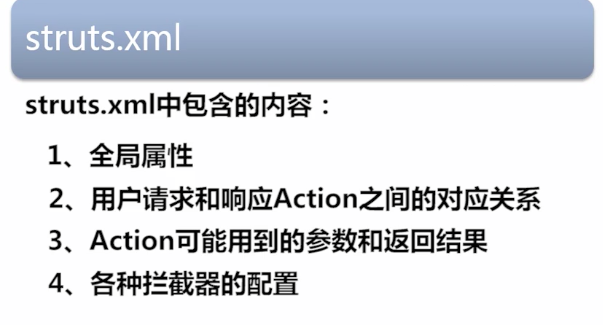 struts.xml
struts.xml中包含的内容：
1、全局属性
2、用户请求和响应Action之间的对应关系
3、Action可能用到的参数和返回结果
4、各种拦截器的配置